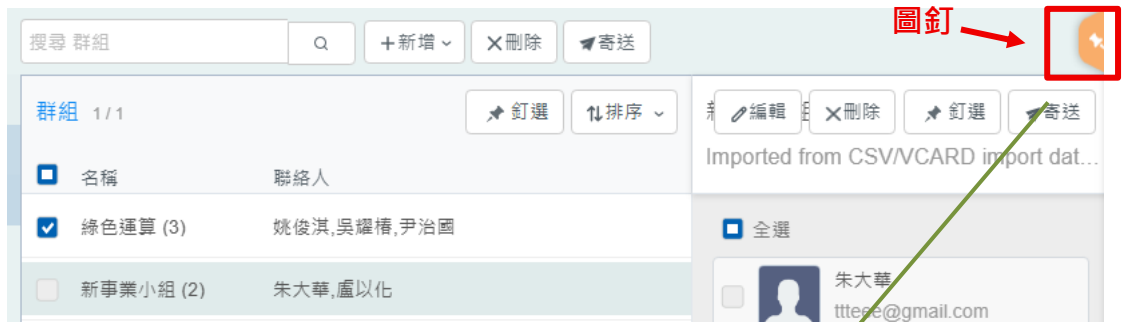 圖釘
搜尋 群組
新增
刪除
寄送
群組 1/1
釘選
排序
編輯
刪除
釘選
寄送
Imported from CSV/VCARD import dat...
名稱
聯絡人
全選
綠色運算 (3)
姚俊淇,吳耀椿,尹治國
新事業小組 (2)
朱大華,盧以化
朱大華
ttteee@gmail.com